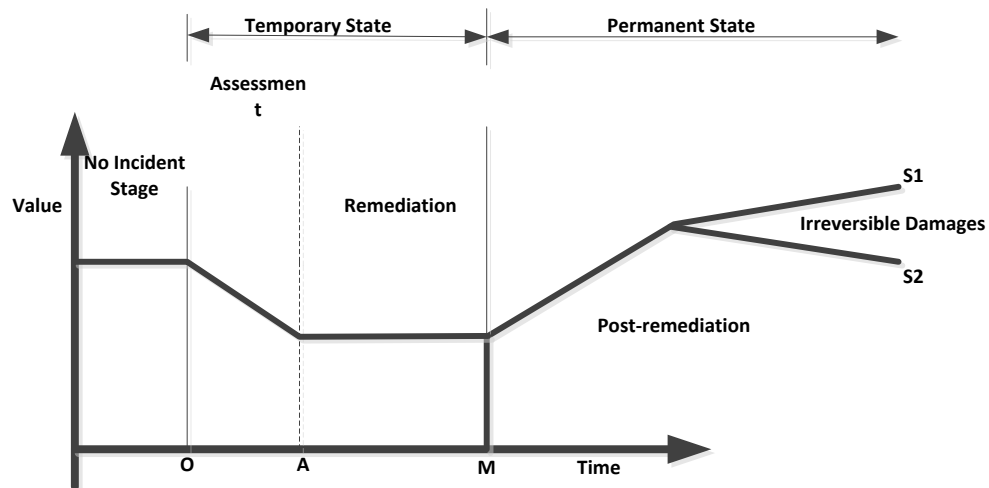 Temporary State
Permanent State
Assessmen
t
No Incident
Stage
Value
Remediation
S1
Irreversible Damages
S2
Post-remediation
O
A
M
Time